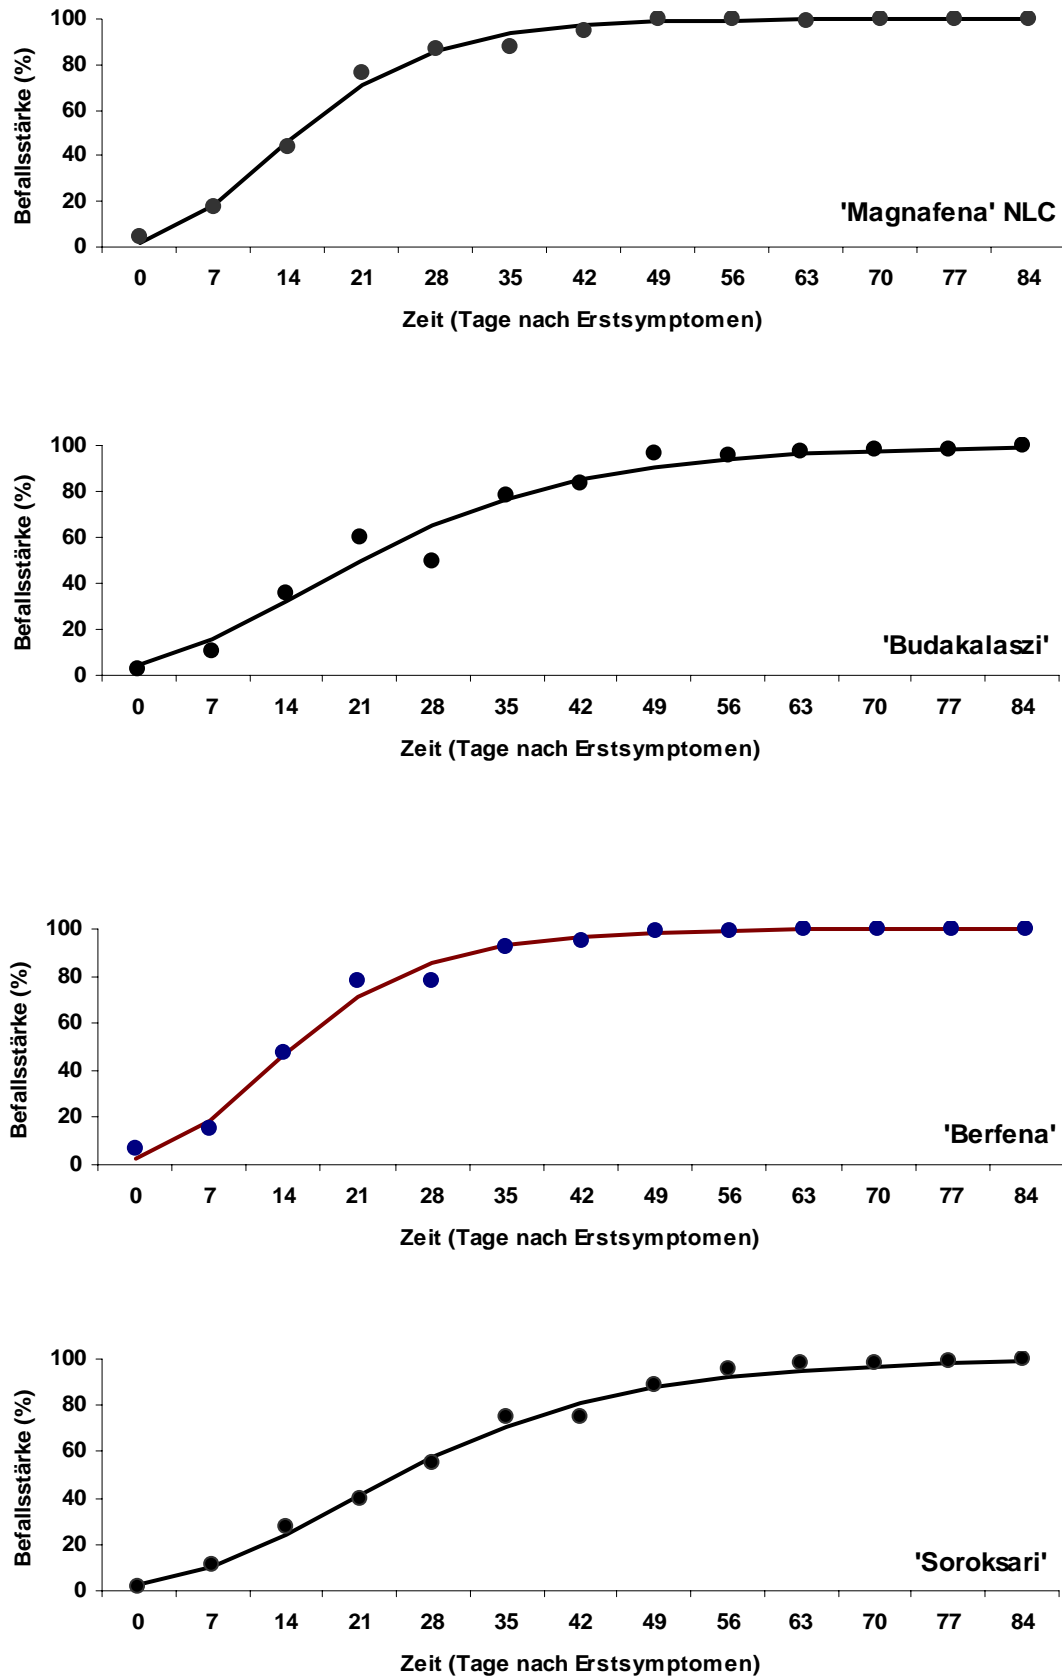 Befallsstärke (%)
100
80
60
40
20
0
'Magnafena' NLC
0 7 14 21 28 35 42 49 56 63 70 77 84
Zeit (Tage nach Erstsymptomen)
Befallsstärke (%)
100
80
60
40
20
0
'Budakalaszi'
0 7 14 21 28 35 42 49 56 63 70 77 84
Zeit (Tage nach Erstsymptomen)
Befallsstärke (%)
100
80
60
40
20
0
'Berfena'
0 7 14 21 28 35 42 49 56 63 70 77 84
Zeit (Tage nach Erstsymptomen)
Befallsstärke (%)
100
80
60
40
20
0
'Soroksari'
0 7 14 21 28 35 42 49 56 63 70 77 84
Zeit (Tage nach Erstsymptomen)